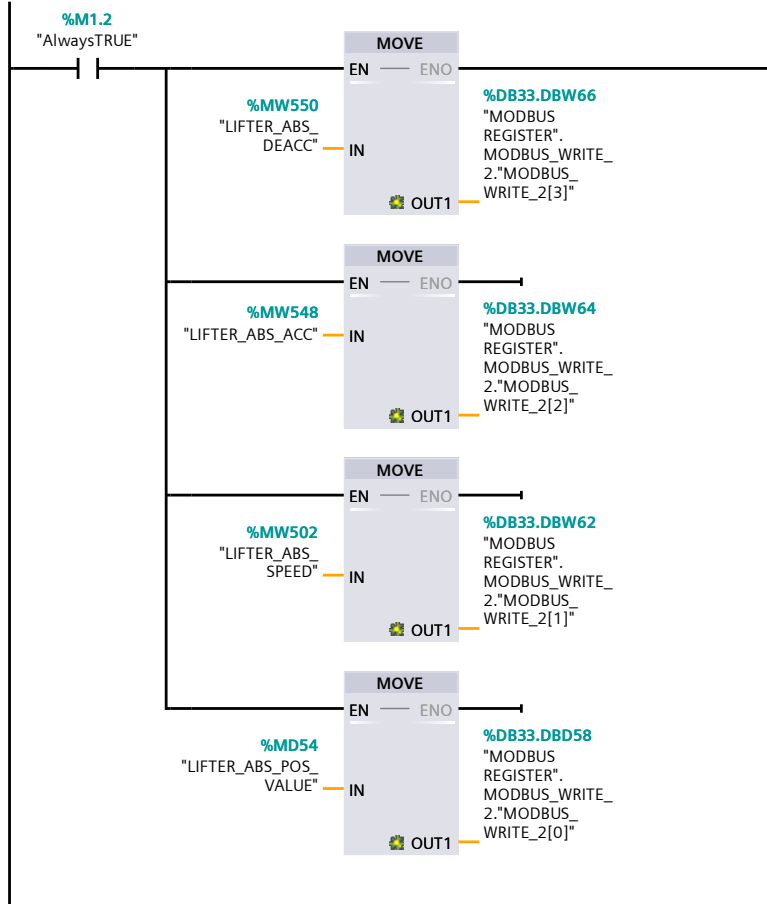 %M1.2
"AlwaysTRUE"
MOVE
EN
ENO
%MW550
"LIFTER_ABS_
DEACC"
IN
%DB33.DBW66
"MODBUS
REGISTER".
MODBUS_WRITE_
2."MODBUS_
WRITE_2[3]"
OUT1
MOVE
EN
ENO
%MW548
"LIFTER_ABS_ACC"
IN
%DB33.DBW64
"MODBUS
REGISTER".
MODBUS_WRITE_
2."MODBUS_
WRITE_2[2]"
OUT1
MOVE
EN
ENO
%MW502
"LIFTER_ABS_
SPEED"
IN
%DB33.DBW62
"MODBUS
REGISTER".
MODBUS_WRITE_
2."MODBUS_
WRITE_2[1]"
OUT1
MOVE
EN
ENO
%MD54
"LIFTER_ABS_POS_
VALUE"
IN
%DB33.DBD58
"MODBUS
REGISTER".
MODBUS_WRITE_
2."MODBUS_
WRITE_2[0]"
OUT1